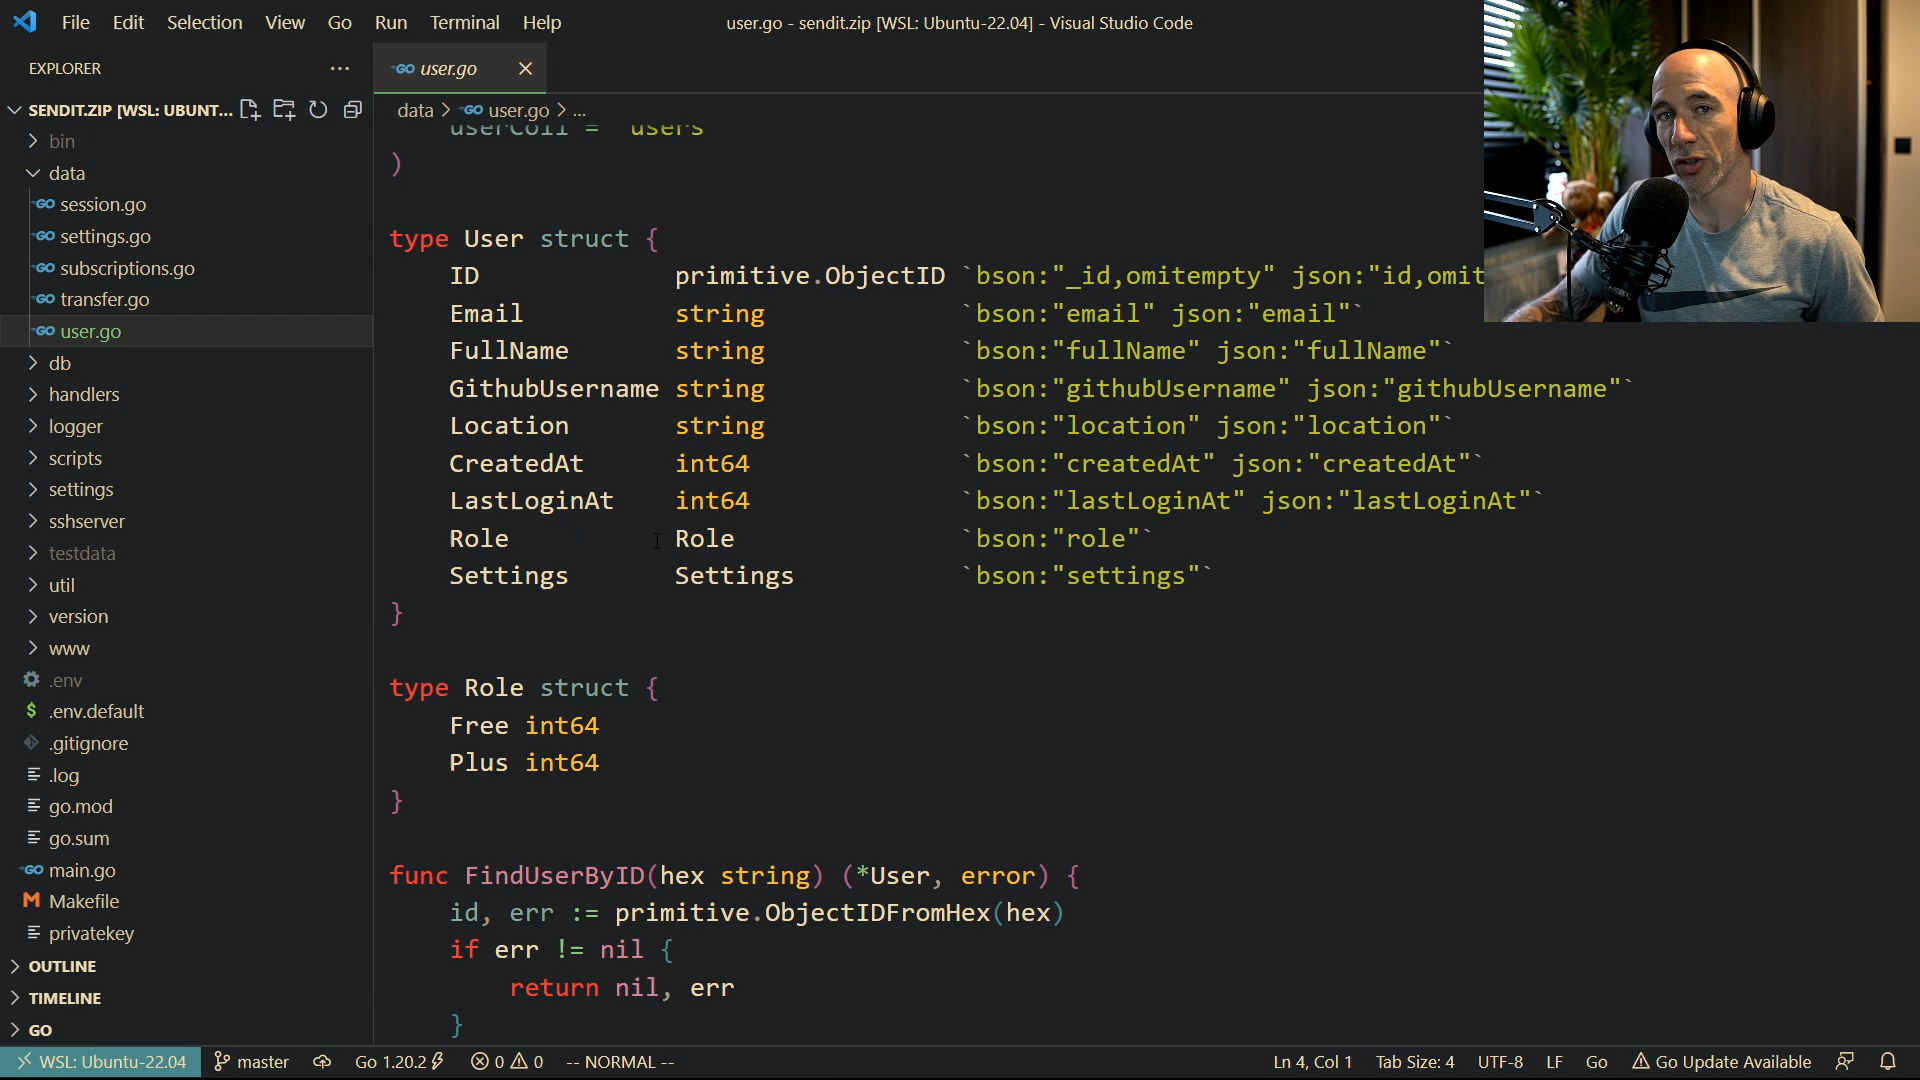 File Edit Selection View Go Run Terminal Help
user.go - sendit.zip [WSL: Ubuntu-22.04] - Visual Studio Code
EXPLORER
SENDIT.ZIP [WSL: UBUNT...
bin
data
session.go
settings.go
subscriptions.go
transfer.go
user.go
db
handlers
logger
scripts
settings
sshserver
testdata
util
version
www
.env
$ .env.default
.gitignore
.log
go.mod
go.sum
GO main.go
M Makefile
privatekey
OUTLINE
TIMELINE
GO
GO user.go
data > GO user.go > ...
userColl = "users"
)
type User struct {
ID primitive.ObjectID `bson:"_id,omitempty" json:"id,omit
Email string `bson:"email" json:"email"`
FullName string `bson:"fullName" json:"fullName"`
GithubUsername string `bson:"githubUsername" json:"githubUsername"`
Location string `bson:"location" json:"location"`
CreatedAt int64 `bson:"createdAt" json:"createdAt"`
LastLoginAt int64 `bson:"lastLoginAt" json:"lastLoginAt"`
Role Role `bson:"role"`
Settings Settings `bson:"settings"`
}
type Role struct {
Free int64
Plus int64
}
func FindUserByID(hex string) (*User, error) {
id, err := primitive.ObjectIDFromHex(hex)
if err != nil {
return nil, err
}
WSL: Ubuntu-22.04 master Go 1.20.2 0 0 -- NORMAL -- Ln 4, Col 1 Tab Size: 4 UTF-8 LF Go Go Update Available